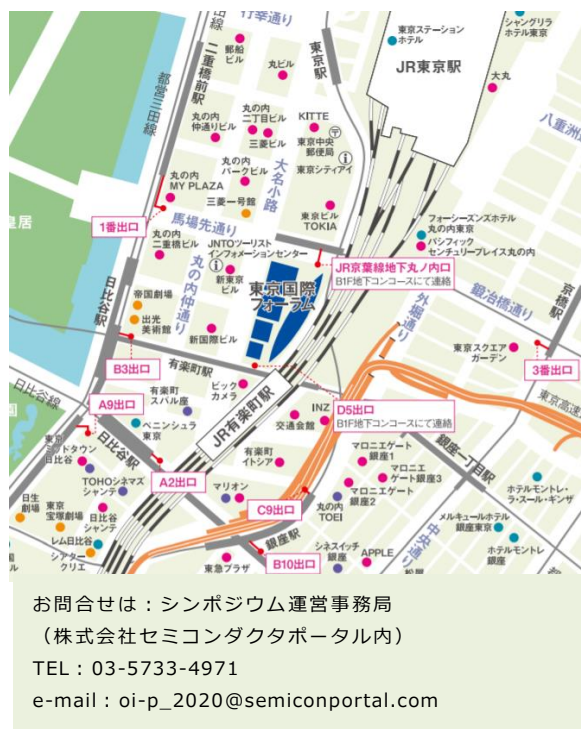 行幸通り
東京ステーション
ホテル
シャングリラ
ホテル東京
郵船
ビル
丸ビル
東京駅
JR東京駅
大丸
二重橋前駅
都営三田線
丸の内
仲通りビル
丸の内
二丁目ビル
三菱ビル
KITTE
東京中央
郵便局
東京シティアイ
八重洲
丸の内
MY PLAZA
丸の内
パークビル
大名小路
三菱一号館
1番出口
馬場先通り
東京ビル
TOKIA
フォーシーズンズホテル
丸の内東京
パシフィック
センチュリープレイス丸の内
皇居
丸の内
二重橋ビル
JNTOツーリスト
インフォメーションセンター
新東京
ビル
丸の内仲通り
東京国際
フォーラム
JR京葉線地下丸ノ内口
B1F地下コンコースにて連絡
京橋駅
日比谷駅
帝国劇場
出光
美術館
新国際ビル
外堀通り
鍛冶橋通り
東京スクエア
ガーデン
3番出口
B3出口
有楽町駅
日比谷線
A9出口
有楽町
スバル座
ビック
カメラ
JR有楽町駅
D5出口
B1F地下コンコースにて連絡
東京高速
ペニンシュラ
東京
INZ
交通会館
東京
ミッドタウン
日比谷
日比谷駅
有楽町
イトシア
マロニエゲート
銀座1
マロニエ
ゲート銀座3
銀座一丁目駅
TOHOシネマズ
シャンテ
A2出口
マリオン
C9出口
マロニエゲート
銀座2
ホテルモントレ・
ラ・スール・ギンザ
日生
劇場
東京
宝塚劇場
日比谷
シャンテ
丸の内
TOEI
メルキュールホテル
銀座東京
レム日比谷
シアター
クリエ
銀座駅
東急プラザ
B10出口
シネスイッチ
銀座
APPLE
中央通り
ホテルモントレ
銀座
お問合せは：シンポジウム運営事務局
（株式会社セミコンダクタポータル内）
TEL：03-5733-4971
e-mail：oi-p_2020@semiconportal.com